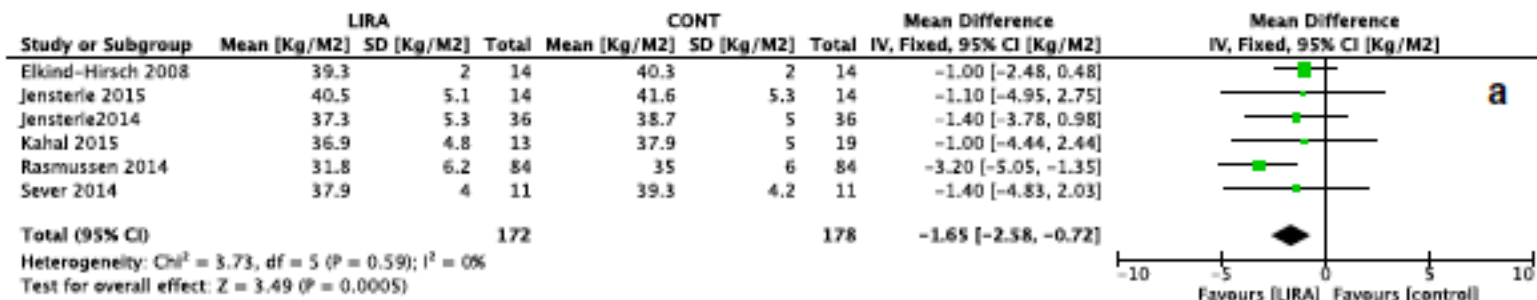 LIRA CONT Mean Difference Mean Difference
Study or Subgroup Mean [Kg/M2] SD [Kg/M2] Total Mean [Kg/M2] SD [Kg/M2] Total IV, Fixed, 95% CI [Kg/M2] IV, Fixed, 95% CI [Kg/M2]
Elkind-Hirsch 2008 39.3 2 14 40.3 2 14 -1.00 [-2.48, 0.48]
Jensterle 2015 40.5 5.1 14 41.6 5.3 14 -1.10 [-4.95, 2.75] a
Jensterle2014 37.3 5.3 36 38.7 5 36 -1.40 [-3.78, 0.98]
Kahal 2015 36.9 4.8 13 37.9 5 19 -1.00 [-4.44, 2.44]
Rasmussen 2014 31.8 6.2 84 35 6 84 -3.20 [-5.05, -1.35]
Sever 2014 37.9 4 11 39.3 4.2 11 -1.40 [-4.83, 2.03]
Total (95% CI) 172 178 -1.65 [-2.58, -0.72]
Heterogeneity: Chi² = 3.73, df = 5 (P = 0.59); I² = 0%
Test for overall effect: Z = 3.49 (P = 0.0005)
-10 -5 0 5 10
Favours [LIRA] Favours [control]